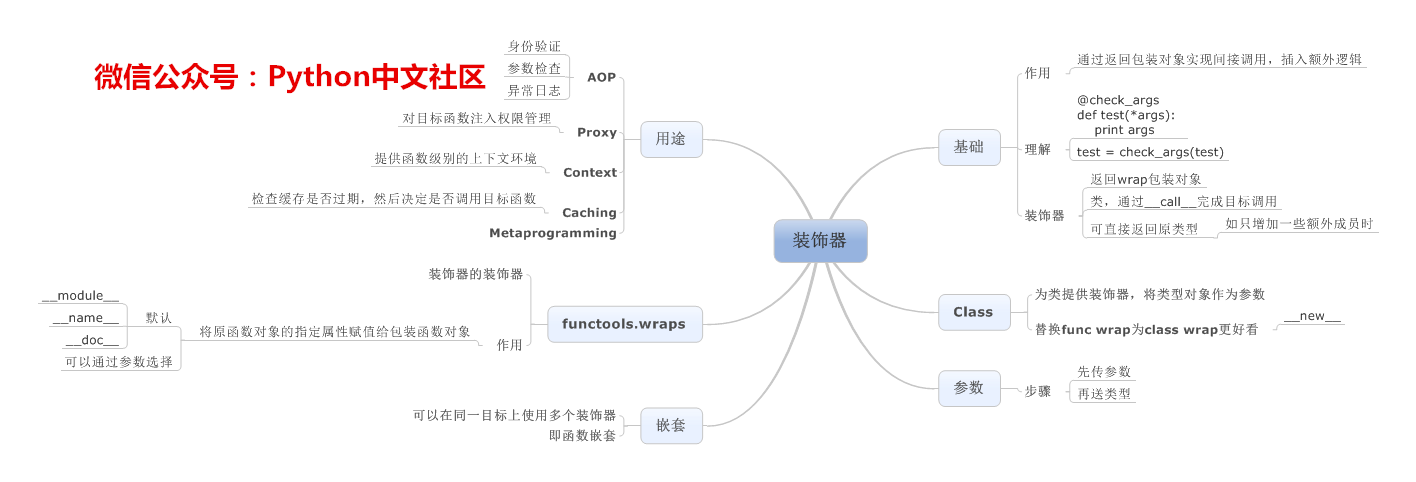 微信公众号：Python中文社区
装饰器
基础
作用
通过返回包装对象实现间接调用，插入额外逻辑
理解
@check_args
def test(*args):
    print args
test = check_args(test)
装饰器
返回wrap包装对象
类，通过__call__完成目标调用
可直接返回原类型
如只增加一些额外成员时
Class
为类提供装饰器，将类型对象作为参数
替换func wrap为class wrap更好看
__new__
参数
步骤
先传参数
再送类型
用途
AOP
身份验证
参数检查
异常日志
Proxy
对目标函数注入权限管理
Context
提供函数级别的上下文环境
Caching
检查缓存是否过期，然后决定是否调用目标函数
Metaprogramming
functools.wraps
装饰器的装饰器
作用
将原函数对象的指定属性赋值给包装函数对象
默认
__module__
__name__
__doc__
可以通过参数选择
嵌套
可以在同一目标上使用多个装饰器
即函数嵌套